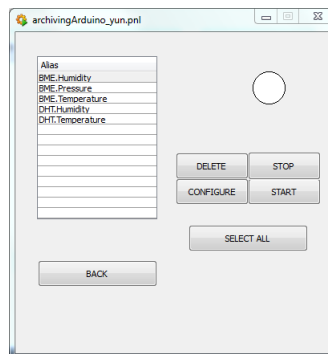 archivingArduino_yun.pnl
Alias
BME.Humidity
BME.Pressure
BME.Temperature
DHT.Humidity
DHT.Temperature
DELETE
STOP
CONFIGURE
START
SELECT ALL
BACK